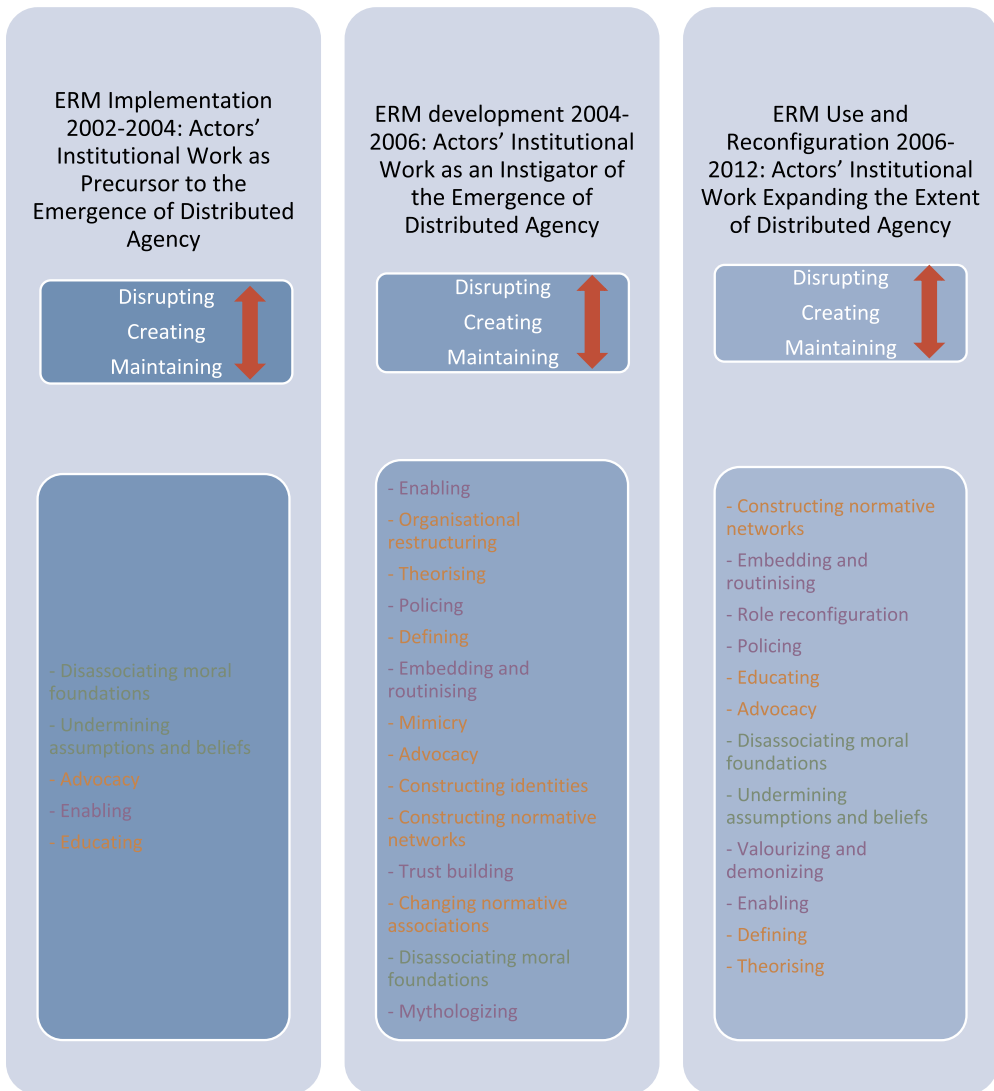 ERM Implementation
2002-2004: Actors’
Institutional Work as
Precursor to the
Emergence of Distributed
Agency
Disrupting
Creating
Maintaining
- Disassociating moral
foundations
- Undermining
assumptions and beliefs
- Advocacy
- Enabling
- Educating
ERM development 2004-
2006: Actors’ Institutional
Work as an Instigator of
the Emergence of
Distributed Agency
Disrupting
Creating
Maintaining
- Enabling
- Organisational
restructuring
- Theorising
- Policing
- Defining
- Embedding and
routinising
- Mimicry
- Advocacy
- Constructing identities
- Constructing normative
networks
- Trust building
- Changing normative
associations
- Disassociating moral
foundations
- Mythologizing
ERM Use and
Reconfiguration 2006-
2012: Actors’ Institutional
Work Expanding the Extent
of Distributed Agency
Disrupting
Creating
Maintaining
- Constructing normative
networks
- Embedding and
routinising
- Role reconfiguration
- Policing
- Educating
- Advocacy
- Disassociating moral
foundations
- Undermining
assumptions and beliefs
- Valourizing and
demonizing
- Enabling
- Defining
- Theorising